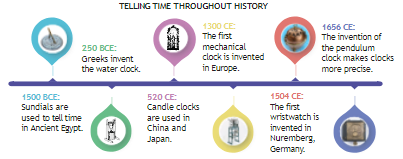 TELLING TIME THROUGHOUT HISTORY
1500 BCE:
Sundials are
used to tell time
in Ancient Egypt.
250 BCE:
Greeks invent
the water clock.
520 CE:
Candle clocks
are used in
China and
Japan.
1300 CE:
The first
mechanical
clock is invented
in Europe.
1504 CE:
The first
wristwatch is
invented in
Nuremberg,
Germany.
1656 CE:
The invention of
the pendulum
clock makes clocks
more precise.